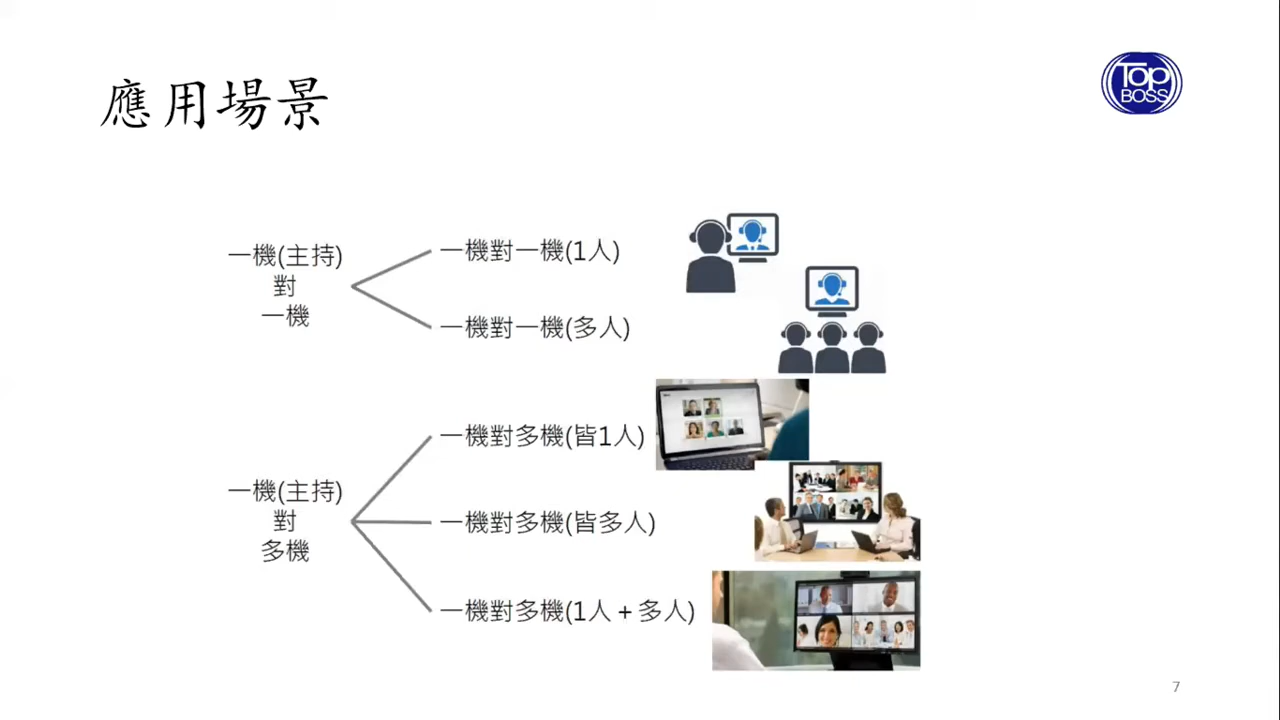 應用場景
Top
BOSS
一機(主持)
對
一機
一機對一機(1人)
一機對一機(多人)
一機(主持)
對
多機
一機對多機(皆1人)
一機對多機(皆多人)
一機對多機(1人+多人)
7